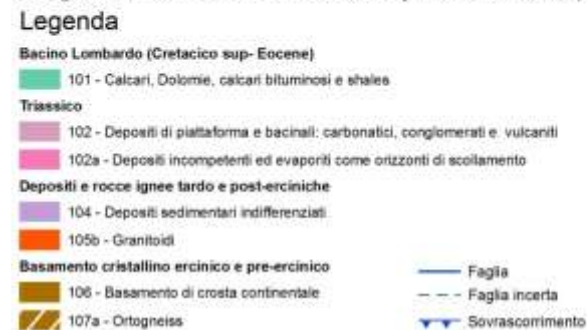 Legenda
Bacino Lombardo (Cretacico sup- Eocene)
101 - Calcari, Dolomie, calcari bituminosi e shales
Triassico
102 - Depositi di piattaforma e bacinali: carbonatici, conglomerati e vulcaniti
102a - Depositi incompetenti ed evaporiti come orizzonti di scollamento
Depositi e rocce ignee tardo e post-erciniche
104 - Depositi sedimentari indifferenziati
105b - Granitoidi
Basamento cristallino ercinico e pre-ercinico
106 - Basamento di crosta continentale
107a - Ortogneiss
Faglia
Faglia incerta
Sovrascorrimento